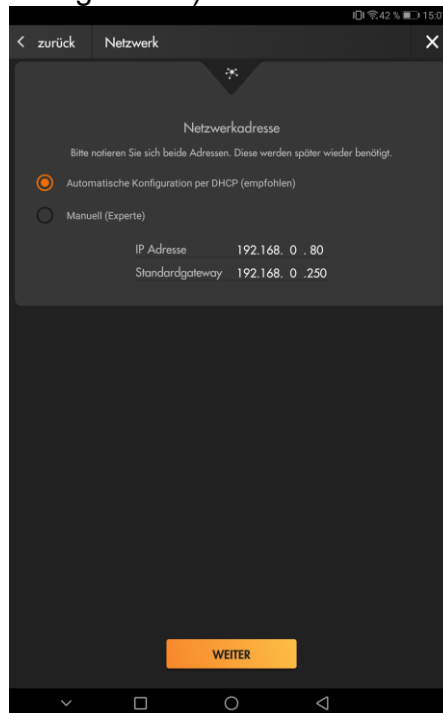 42 % 15:0
zurück Netzwerk
Netzwerkadresse
Bitte notieren Sie sich beide Adressen. Diese werden später wieder benötigt.
Automatische Konfiguration per DHCP (empfohlen)
Manuell (Experte)
IP Adresse 192.168. 0 . 80
Standardgateway 192.168. 0 .250
WEITER